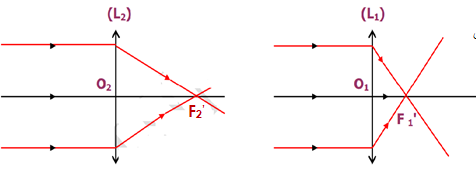 (L₂)
O₂
F₂'
(L₁)
O₁
F₁'